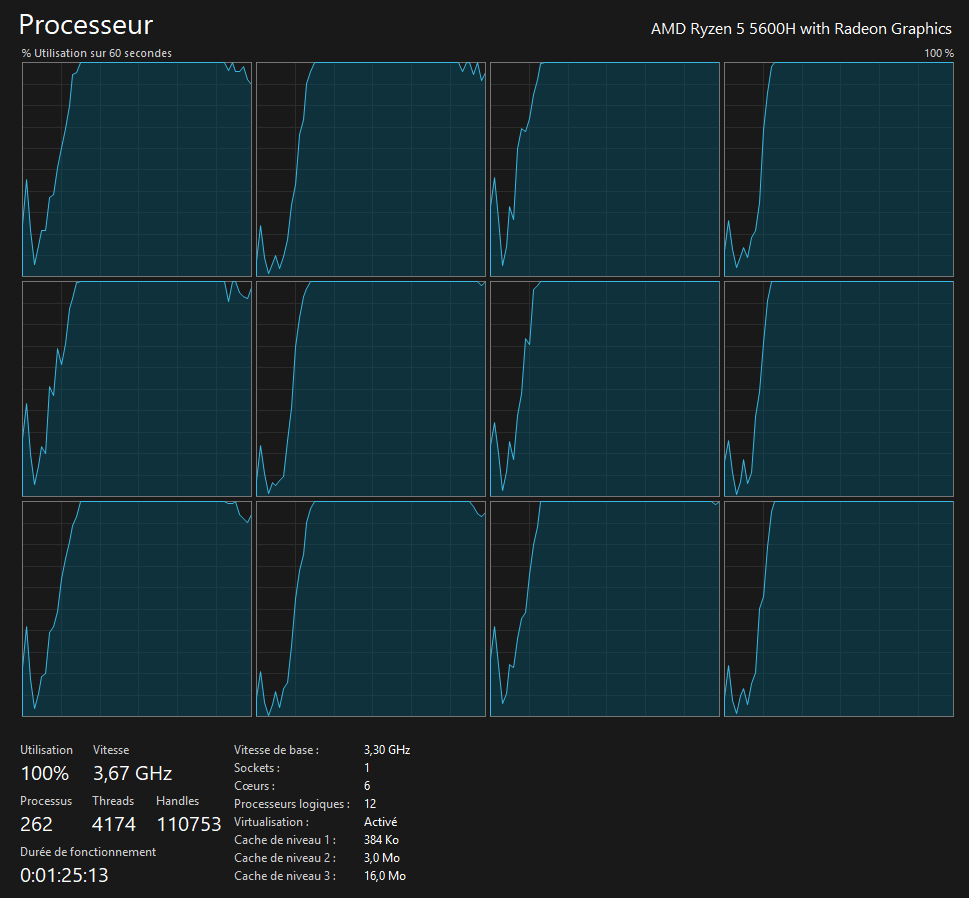 Processeur
AMD Ryzen 5 5600H with Radeon Graphics
% Utilisation sur 60 secondes
100 %
Utilisation Vitesse
100% 3,67 GHz
Processus Threads Handles
262 4174 110753
Durée de fonctionnement
0:01:25:13
Vitesse de base : 3,30 GHz
Sockets : 1
Cœurs : 6
Processeurs logiques : 12
Virtualisation : Activé
Cache de niveau 1 : 384 Ko
Cache de niveau 2 : 3,0 Mo
Cache de niveau 3 : 16,0 Mo